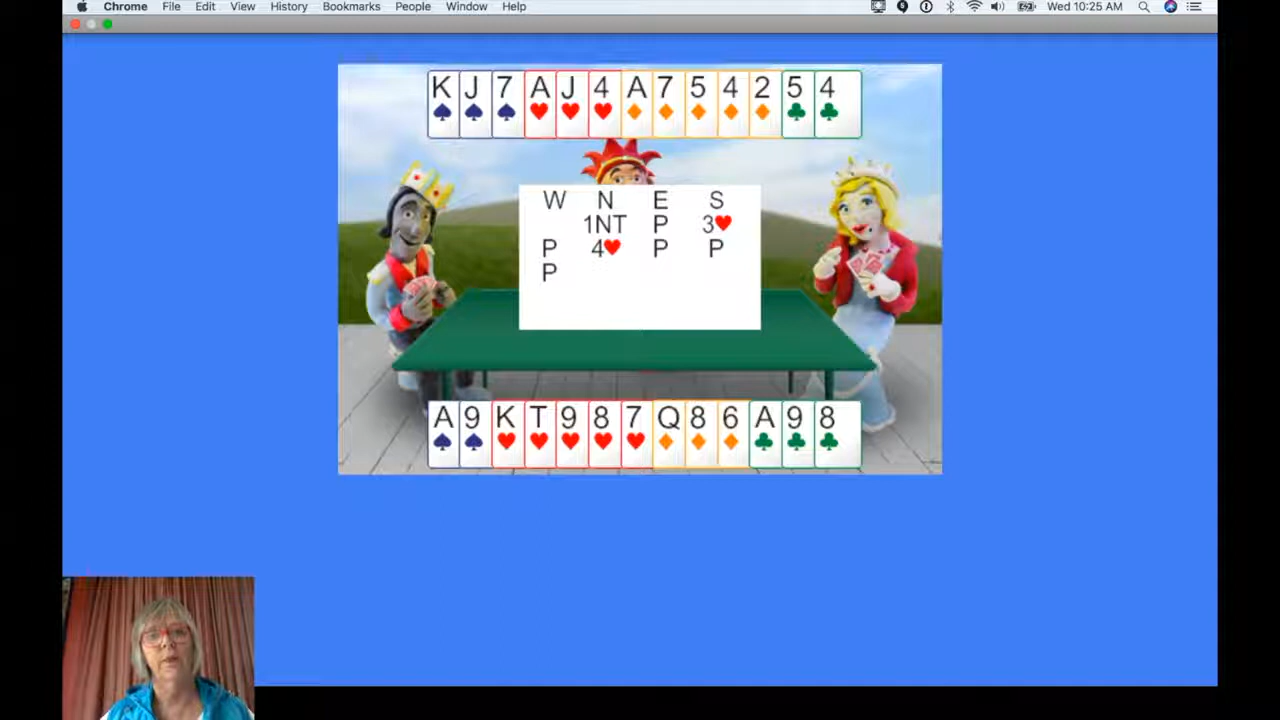 Chrome File Edit View History Bookmarks People Window Help Wed 10:25 AM
K J 7 A J 4 A 7 5 4 2 5 4
W N E S
1NT P 3♥
P 4♥ P P
P
A 9 K T 9 8 7 Q 8 6 A 9 8